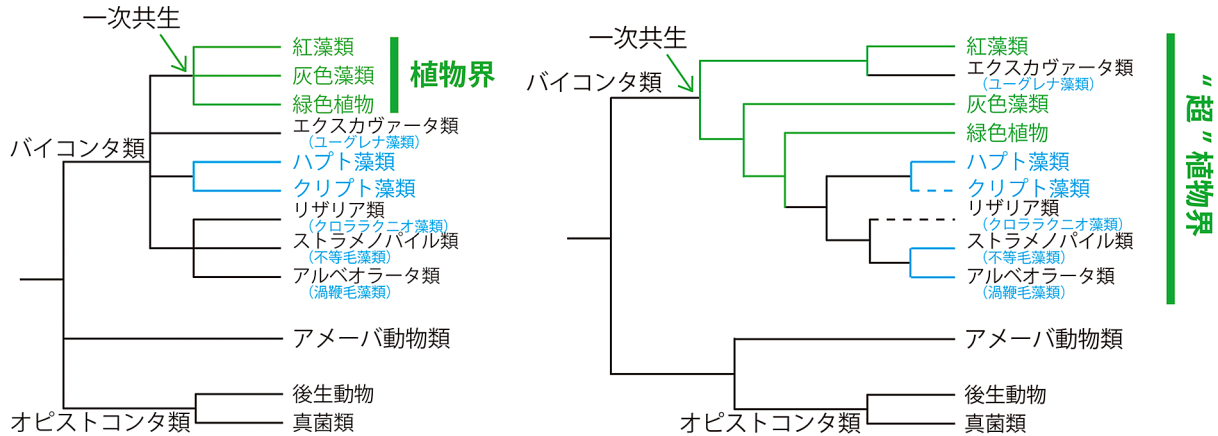 一次共生
紅藻類
灰色藻類
緑色植物
植物界
エクスカヴァータ類
（ユーグレナ藻類）
バイコンタ類
ハプト藻類
クリプト藻類
リザリア類
（クロララクニオ藻類）
ストラメノパイル類
（不等毛藻類）
アルベオラータ類
（渦鞭毛藻類）
アメーバ動物類
後生動物
オピストコンタ類
真菌類
一次共生
紅藻類
エクスカヴァータ類
（ユーグレナ藻類）
バイコンタ類
灰色藻類
緑色植物
ハプト藻類
クリプト藻類
リザリア類
（クロララクニオ藻類）
ストラメノパイル類
（不等毛藻類）
アルベオラータ類
（渦鞭毛藻類）
"超"植物界
アメーバ動物類
後生動物
オピストコンタ類
真菌類